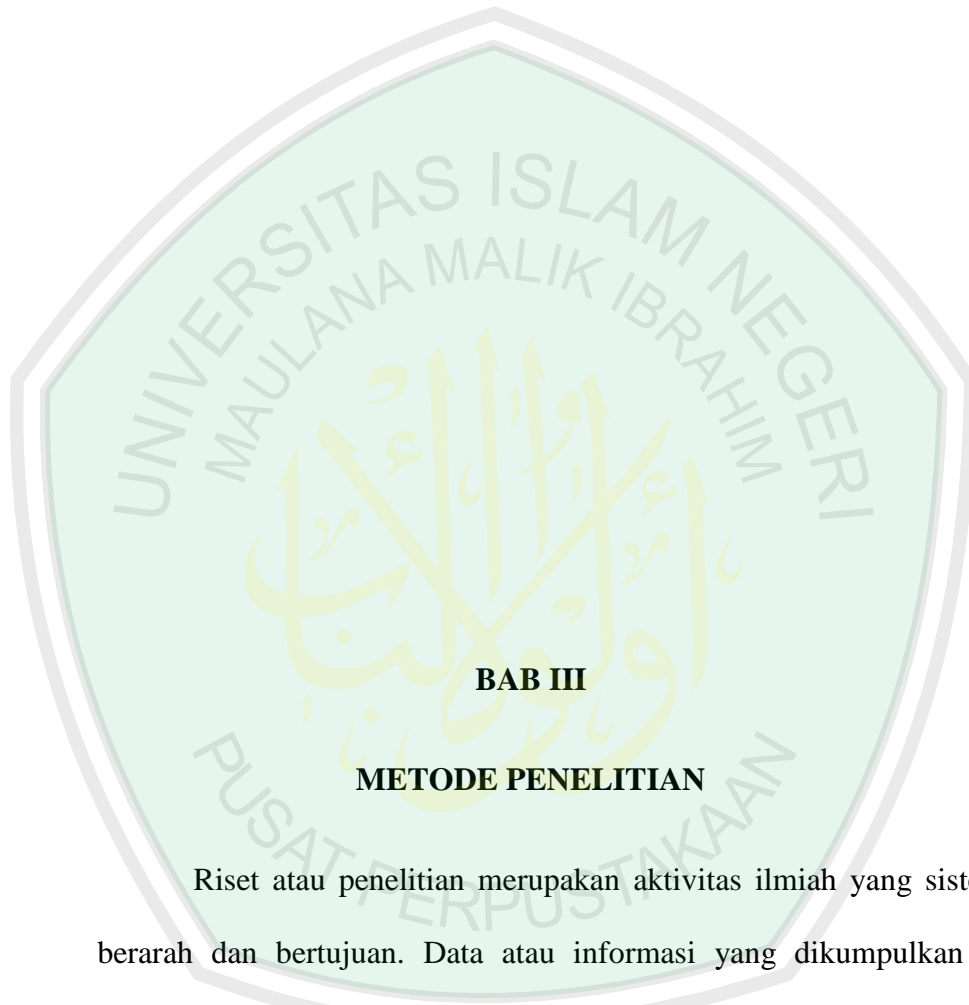 UNIVERSITAS ISLAM NEGERI
MAULANA MALIK IBRAHIM
BAB III
METODE PENELITIAN
PUSAT PERPUSTAKAAN
Riset atau penelitian merupakan aktivitas ilmiah yang
berarah dan bertujuan. Data atau informasi yang dikumpulkan